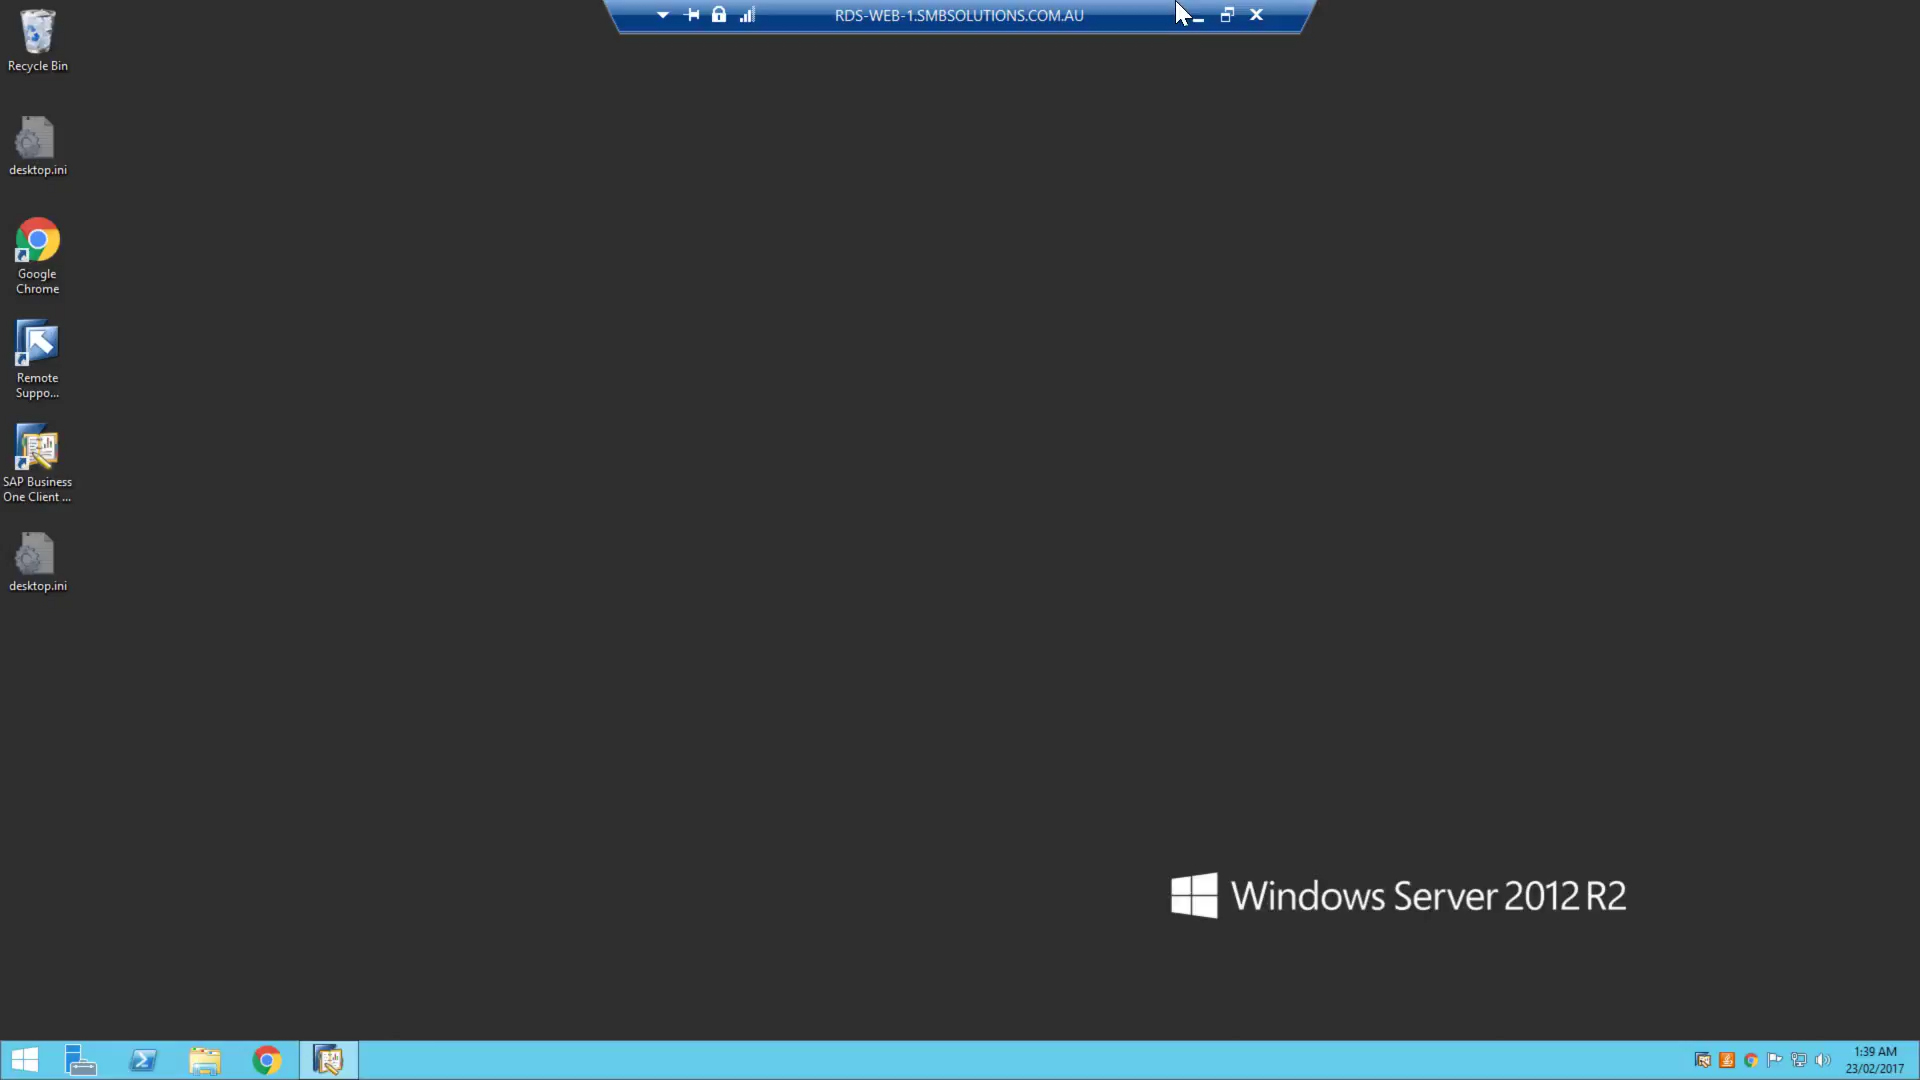 RDS-WEB-1.SMBSOLUTIONS.COM.AU
Recycle Bin
desktop.ini
Google
Chrome
Remote
Suppo...
SAP Business
One Client ...
desktop.ini
Windows Server 2012 R2
1:39 AM
23/02/2017